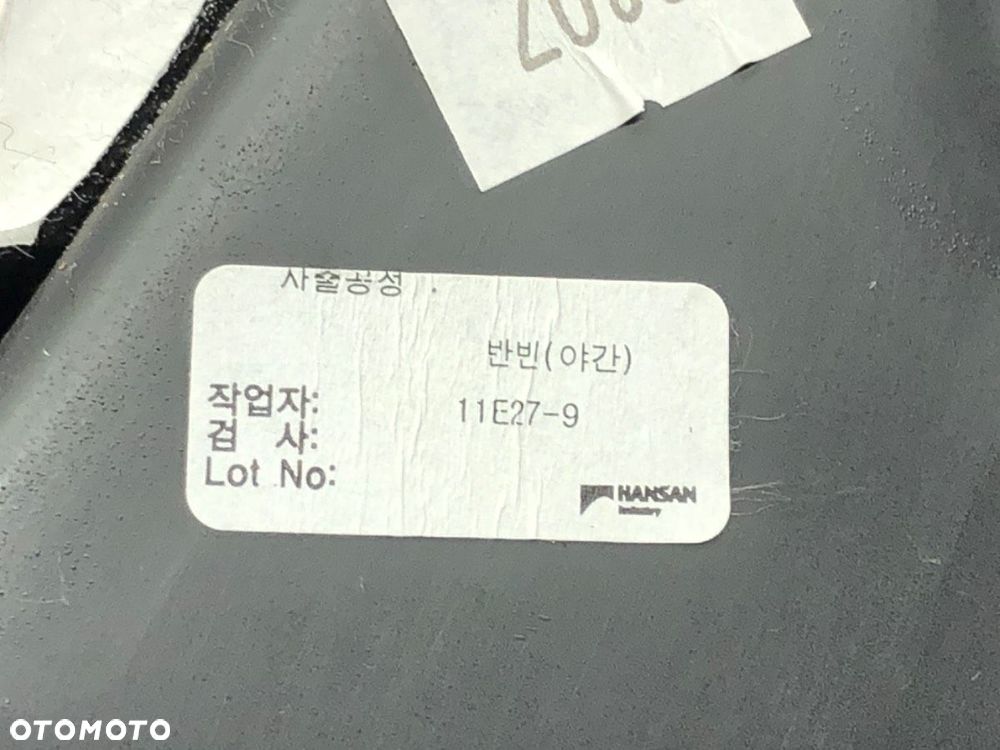 사출공정 :
반빈(야간)
작업자:
11E27-9
검 사:
Lot No:
HANSAN
Industry
OTOMOTO